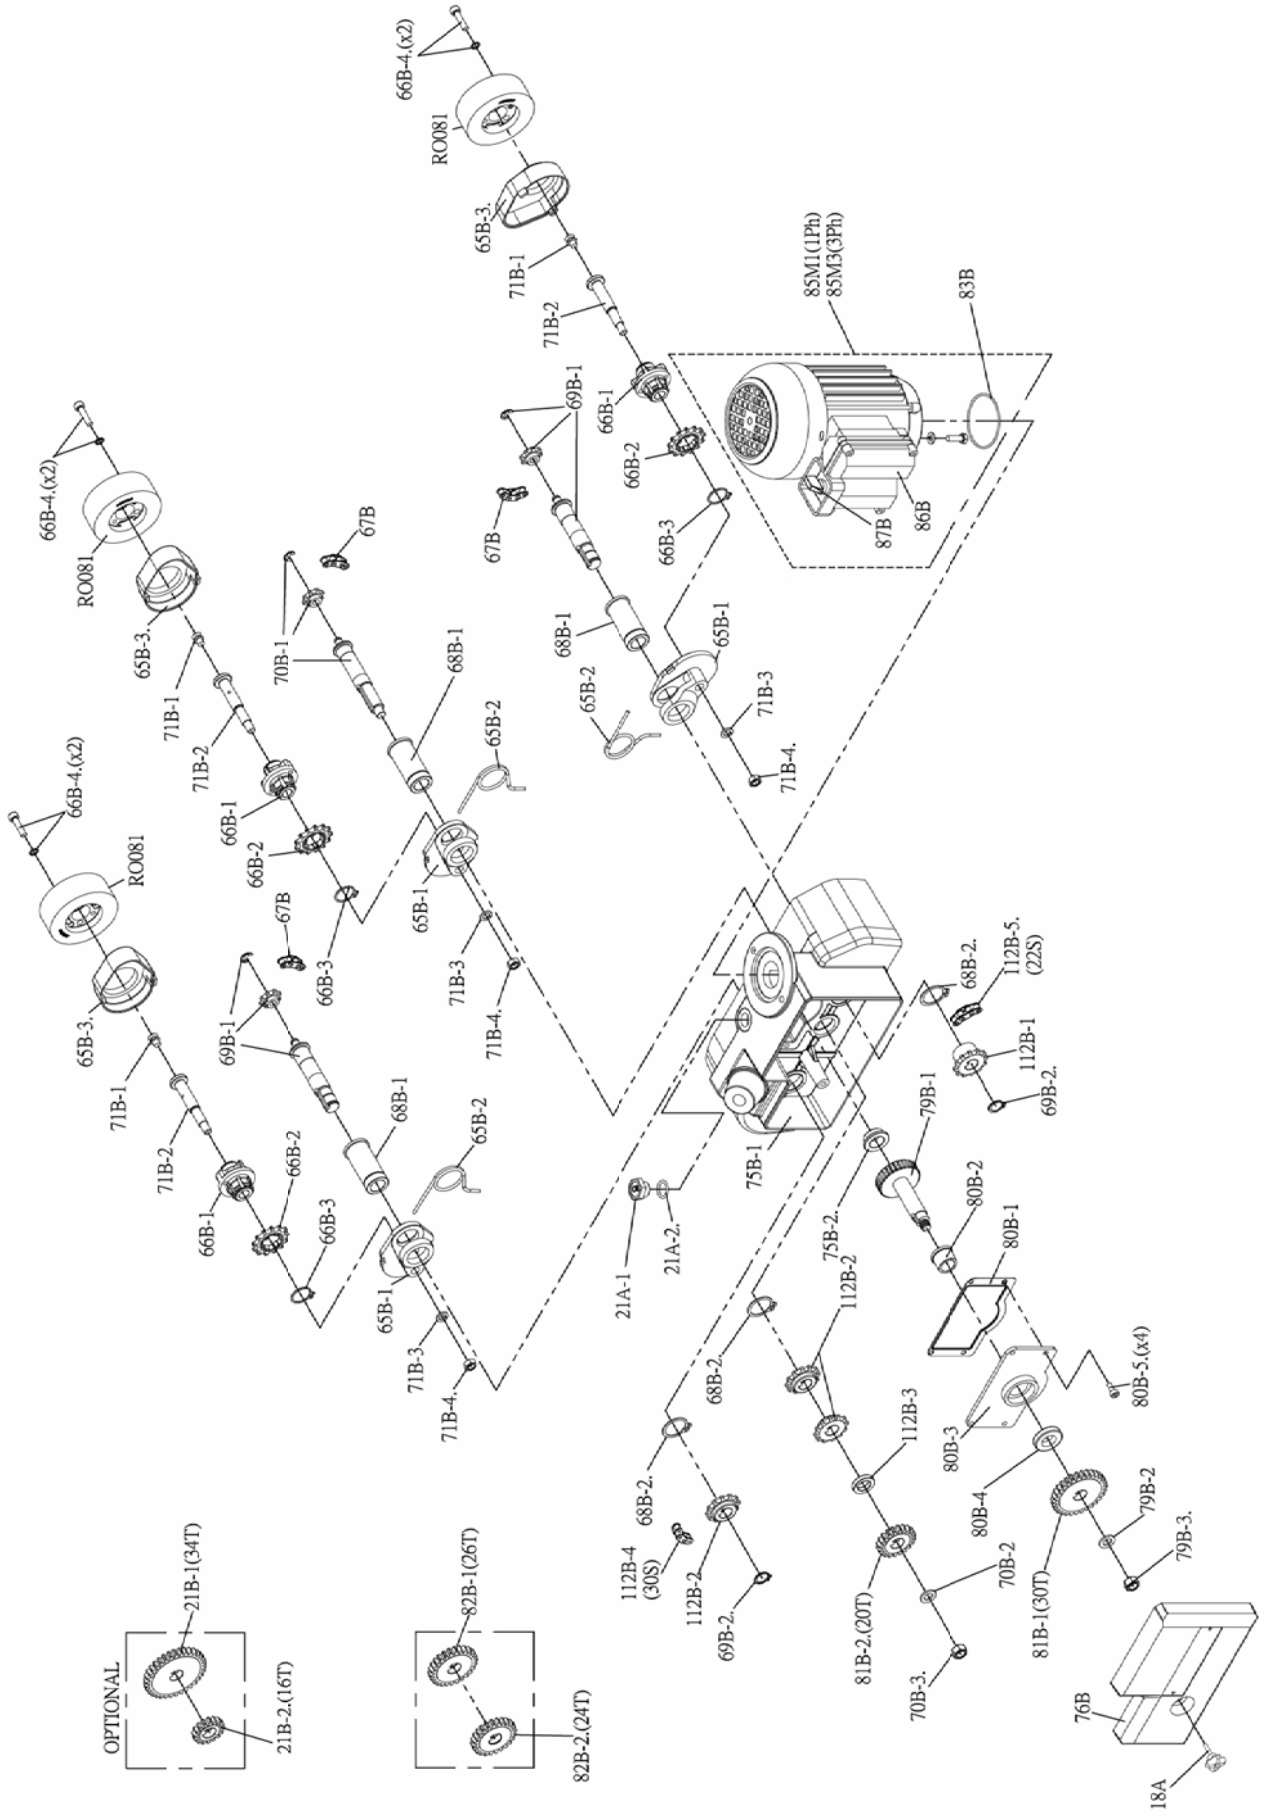 66B-4.(x2)
RO081
65B-3.
71B-1
71B-2
66B-1
66B-2
66B-3
85M1(1Ph)
85M3(3Ph)
83B
86B
87B
69B-1
67B
68B-1
65B-2
65B-1
71B-3
71B-4.
66B-4.(x2)
RO081
65B-3.
71B-1
71B-2
66B-1
66B-2
66B-3
67B
70B-1
68B-1
65B-2
65B-1
71B-3
71B-4.
66B-4.(x2)
RO081
65B-3.
71B-1
71B-2
66B-1
66B-2
66B-3
67B
69B-1
68B-1
65B-2
65B-1
71B-3
71B-4.
21A-1
21A-2.
75B-1
75B-2.
79B-1
80B-2
80B-1
80B-5.(x4)
80B-3
80B-4
81B-1(30T)
79B-2
79B-3.
68B-2.
112B-5.
(22S)
112B-1
69B-2.
68B-2.
112B-2
112B-3
81B-2.(20T)
70B-2
70B-3.
68B-2.
112B-4
(30S)
112B-2
69B-2.
76B
18A
OPTIONAL
21B-1(34T)
21B-2.(16T)
82B-1(26T)
82B-2.(24T)